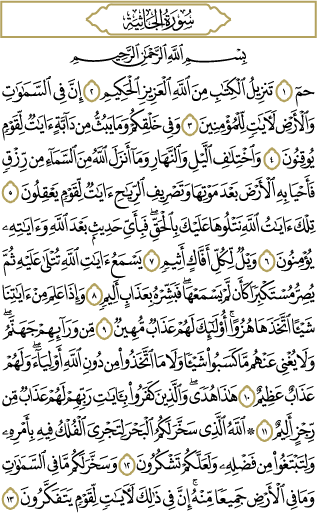 سُورَةُ الجَاثِيَةِ
بِسْمِ ٱللَّهِ ٱلرَّحْمَٰنِ ٱلرَّحِيمِ
حمٓ ١ تَنزِيلُ ٱلْكِتَٰبِ مِنَ ٱللَّهِ ٱلْعَزِيزِ ٱلْحَكِيمِ ٢ إِنَّ فِى ٱلسَّمَٰوَٰتِ
وَٱلْأَرْضِ لَءَايَٰتٍ لِّلْمُؤْمِنِينَ ٣ وَفِى خَلْقِكُمْ وَمَا يَبُثُّ مِن دَآبَّةٍ ءَايَٰتٌ لِّقَوْمٍ
يُوقِنُونَ ٤ وَٱخْتِلَٰفِ ٱلَّيْلِ وَٱلنَّهَارِ وَمَآ أَنزَلَ ٱللَّهُ مِنَ ٱلسَّمَآءِ مِن رِّزْقٍ
فَأَحْيَا بِهِ ٱلْأَرْضَ بَعْدَ مَوْتِهَا وَتَصْرِيفِ ٱلرِّيَٰحِ ءَايَٰتٌ لِّقَوْمٍ يَعْقِلُونَ ٥
تِلْكَ ءَايَٰتُ ٱللَّهِ نَتْلُوهَا عَلَيْكَ بِٱلْحَقِّ ۖ فَبِأَىِّ حَدِيثٍۭ بَعْدَ ٱللَّهِ وَءَايَٰتِهِۦ
يُؤْمِنُونَ ٦ وَيْلٌ لِّكُلِّ أَفَّاكٍ أَثِيمٍ ٧ يَسْمَعُ ءَايَٰتِ ٱللَّهِ تُتْلَىٰ عَلَيْهِ ثُمَّ
يُصِرُّ مُسْتَكْبِرًا كَأَن لَّمْ يَسْمَعْهَا ۖ فَبَشِّرْهُ بِعَذَابٍ أَلِيمٍ ٨ وَإِذَا عَلِمَ مِنْ ءَايَٰتِنَا
شَيْـًٔا ٱتَّخَذَهَا هُزُوًا ۚ أُو۟لَٰٓئِكَ لَهُمْ عَذَابٌ مُّهِينٌ ٩ مِّن وَرَآئِهِمْ جَهَنَّمُ ۖ
وَلَا يُغْنِى عَنْهُم مَّا كَسَبُوا۟ شَيْـًٔا وَلَا مَا ٱتَّخَذُوا۟ مِن دُونِ ٱللَّهِ أَوْلِيَآءَ ۖ وَلَهُمْ
عَذَابٌ عَظِيمٌ ١٠ هَٰذَا هُدًى ۖ وَٱلَّذِينَ كَفَرُوا۟ بِـَٔايَٰتِ رَبِّهِمْ لَهُمْ عَذَابٌ مِّن
رِّجْزٍ أَلِيمٌ ١١ ۞ ٱللَّهُ ٱلَّذِى سَخَّرَ لَكُمُ ٱلْبَحْرَ لِتَجْرِىَ ٱلْفُلْكُ فِيهِ بِأَمْرِهِۦ
وَلِتَبْتَغُوا۟ مِن فَضْلِهِۦ وَلَعَلَّكُمْ تَشْكُرُونَ ١٢ وَسَخَّرَ لَكُم مَّا فِى ٱلسَّمَٰوَٰتِ
وَمَا فِى ٱلْأَرْضِ جَمِيعًا مِّنْهُ ۚ إِنَّ فِى ذَٰلِكَ لَءَايَٰتٍ لِّقَوْمٍ يَتَفَكَّرُونَ ١٣